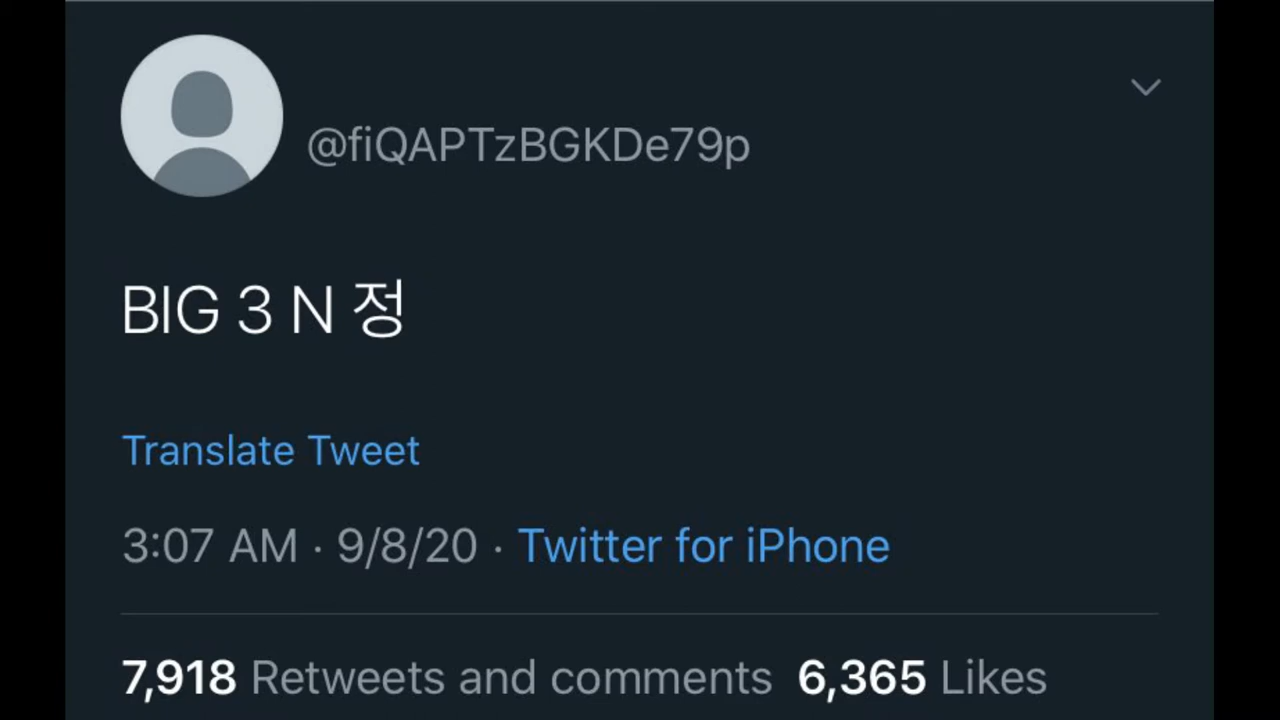 @fiQAPTzBGKDe79p
BIG 3 N 정
Translate Tweet
3:07 AM · 9/8/20 · Twitter for iPhone
7,918 Retweets and comments 6,365 Likes